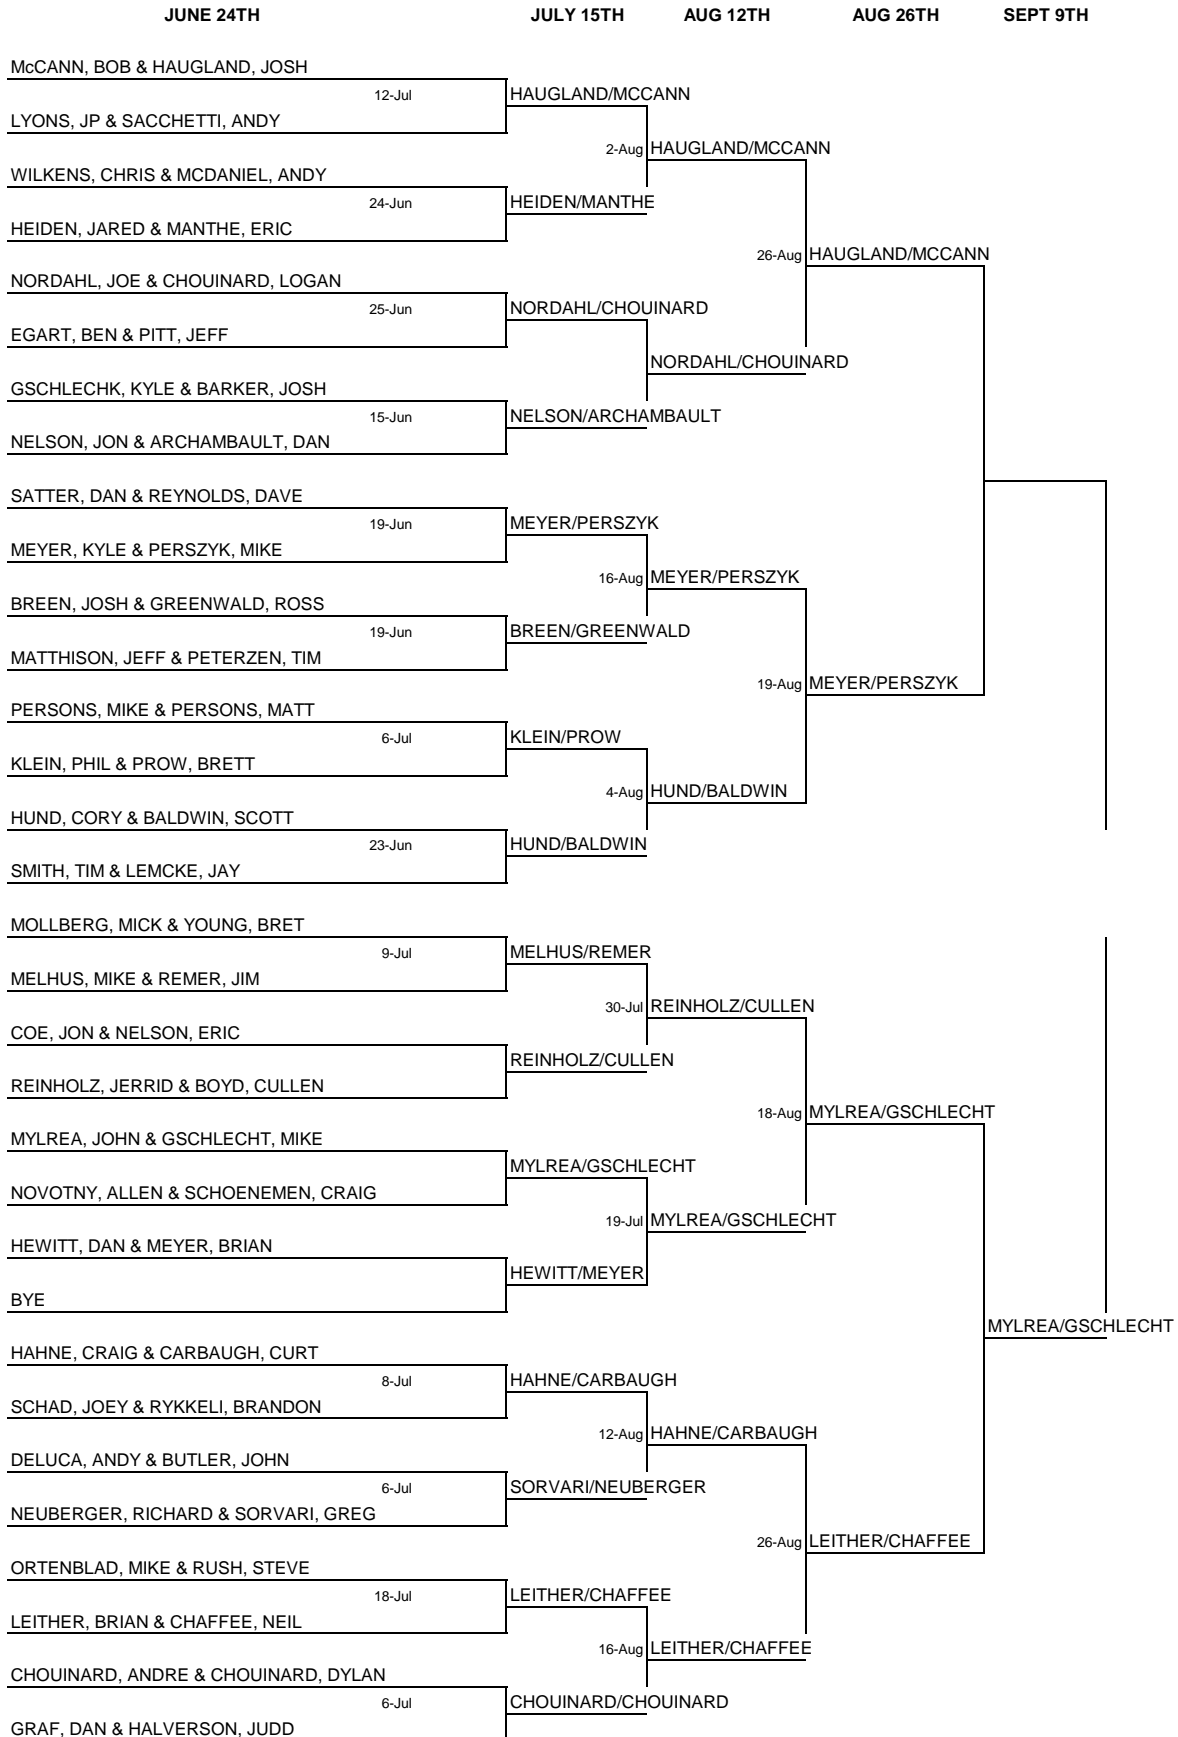 JUNE 24TH JULY 15TH AUG 12TH AUG 26TH SEPT 9TH
McCANN, BOB & HAUGLAND, JOSH
12-Jul HAUGLAND/MCCANN
LYONS, JP & SACCHETTI, ANDY
2-Aug HAUGLAND/MCCANN
WILKENS, CHRIS & MCDANIEL, ANDY
24-Jun HEIDEN/MANTHE
HEIDEN, JARED & MANTHE, ERIC
26-Aug HAUGLAND/MCCANN
NORDAHL, JOE & CHOUINARD, LOGAN
25-Jun NORDAHL/CHOUINARD
EGART, BEN & PITT, JEFF
NORDAHL/CHOUINARD
GSCHLECHK, KYLE & BARKER, JOSH
15-Jun NELSON/ARCHAMBAULT
NELSON, JON & ARCHAMBAULT, DAN
SATTER, DAN & REYNOLDS, DAVE
19-Jun MEYER/PERSZYK
MEYER, KYLE & PERSZYK, MIKE
16-Aug MEYER/PERSZYK
BREEN, JOSH & GREENWALD, ROSS
19-Jun BREEN/GREENWALD
MATTHISON, JEFF & PETERZEN, TIM
19-Aug MEYER/PERSZYK
PERSONS, MIKE & PERSONS, MATT
6-Jul KLEIN/PROW
KLEIN, PHIL & PROW, BRETT
4-Aug HUND/BALDWIN
HUND, CORY & BALDWIN, SCOTT
23-Jun HUND/BALDWIN
SMITH, TIM & LEMCKE, JAY
MOLLBERG, MICK & YOUNG, BRET
9-Jul MELHUS/REMER
MELHUS, MIKE & REMER, JIM
30-Jul REINHOLZ/CULLEN
COE, JON & NELSON, ERIC
REINHOLZ/CULLEN
REINHOLZ, JERRID & BOYD, CULLEN
18-Aug MYLREA/GSCHLECHT
MYLREA, JOHN & GSCHLECHT, MIKE
MYLREA/GSCHLECHT
NOVOTNY, ALLEN & SCHOENEMEN, CRAIG
19-Jul MYLREA/GSCHLECHT
HEWITT, DAN & MEYER, BRIAN
HEWITT/MEYER
BYE
MYLREA/GSCHLECHT
HAHNE, CRAIG & CARBAUGH, CURT
8-Jul HAHNE/CARBAUGH
SCHAD, JOEY & RYKKELI, BRANDON
12-Aug HAHNE/CARBAUGH
DELUCA, ANDY & BUTLER, JOHN
6-Jul SORVARI/NEUBERGER
NEUBERGER, RICHARD & SORVARI, GREG
26-Aug LEITHER/CHAFFEE
ORTENBLAD, MIKE & RUSH, STEVE
18-Jul LEITHER/CHAFFEE
LEITHER, BRIAN & CHAFFEE, NEIL
16-Aug LEITHER/CHAFFEE
CHOUINARD, ANDRE & CHOUINARD, DYLAN
6-Jul CHOUINARD/CHOUINARD
GRAF, DAN & HALVERSON, JUDD